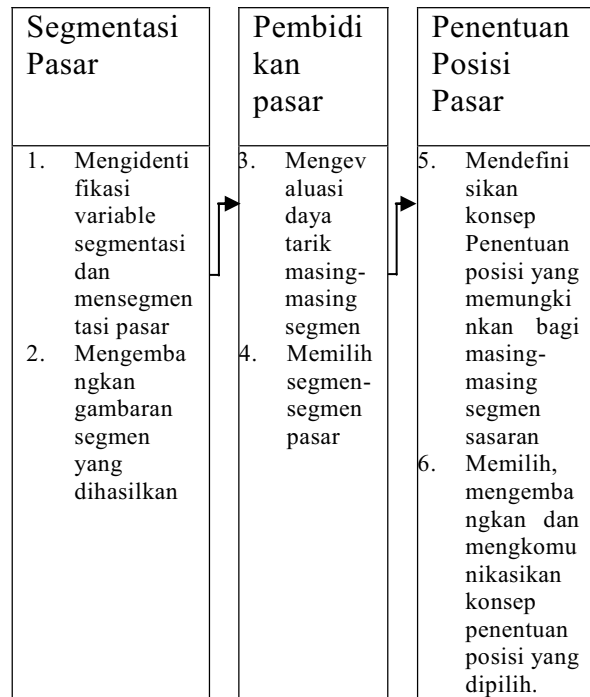 Segmentasi
Pasar
1. Mengidenti
fikasi
variable
segmentasi
dan
mensegmen
tasi pasar
2. Mengemba
ngkan
gambaran
segmen
yang
dihasilkan
Pembidi
kan
pasar
3. Mengev
aluasi
daya
tarik
masing-
masing
segmen
4. Memilih
segmen-
segmen
pasar
Penentuan
Posisi
Pasar
5. Mendefini
sikan
konsep
Penentuan
posisi yang
memungki
nkan bagi
masing-
masing
segmen
sasaran
6. Memilih,
mengemba
ngkan dan
mengkomu
nikasikan
konsep
penentuan
posisi yang
dipilih.